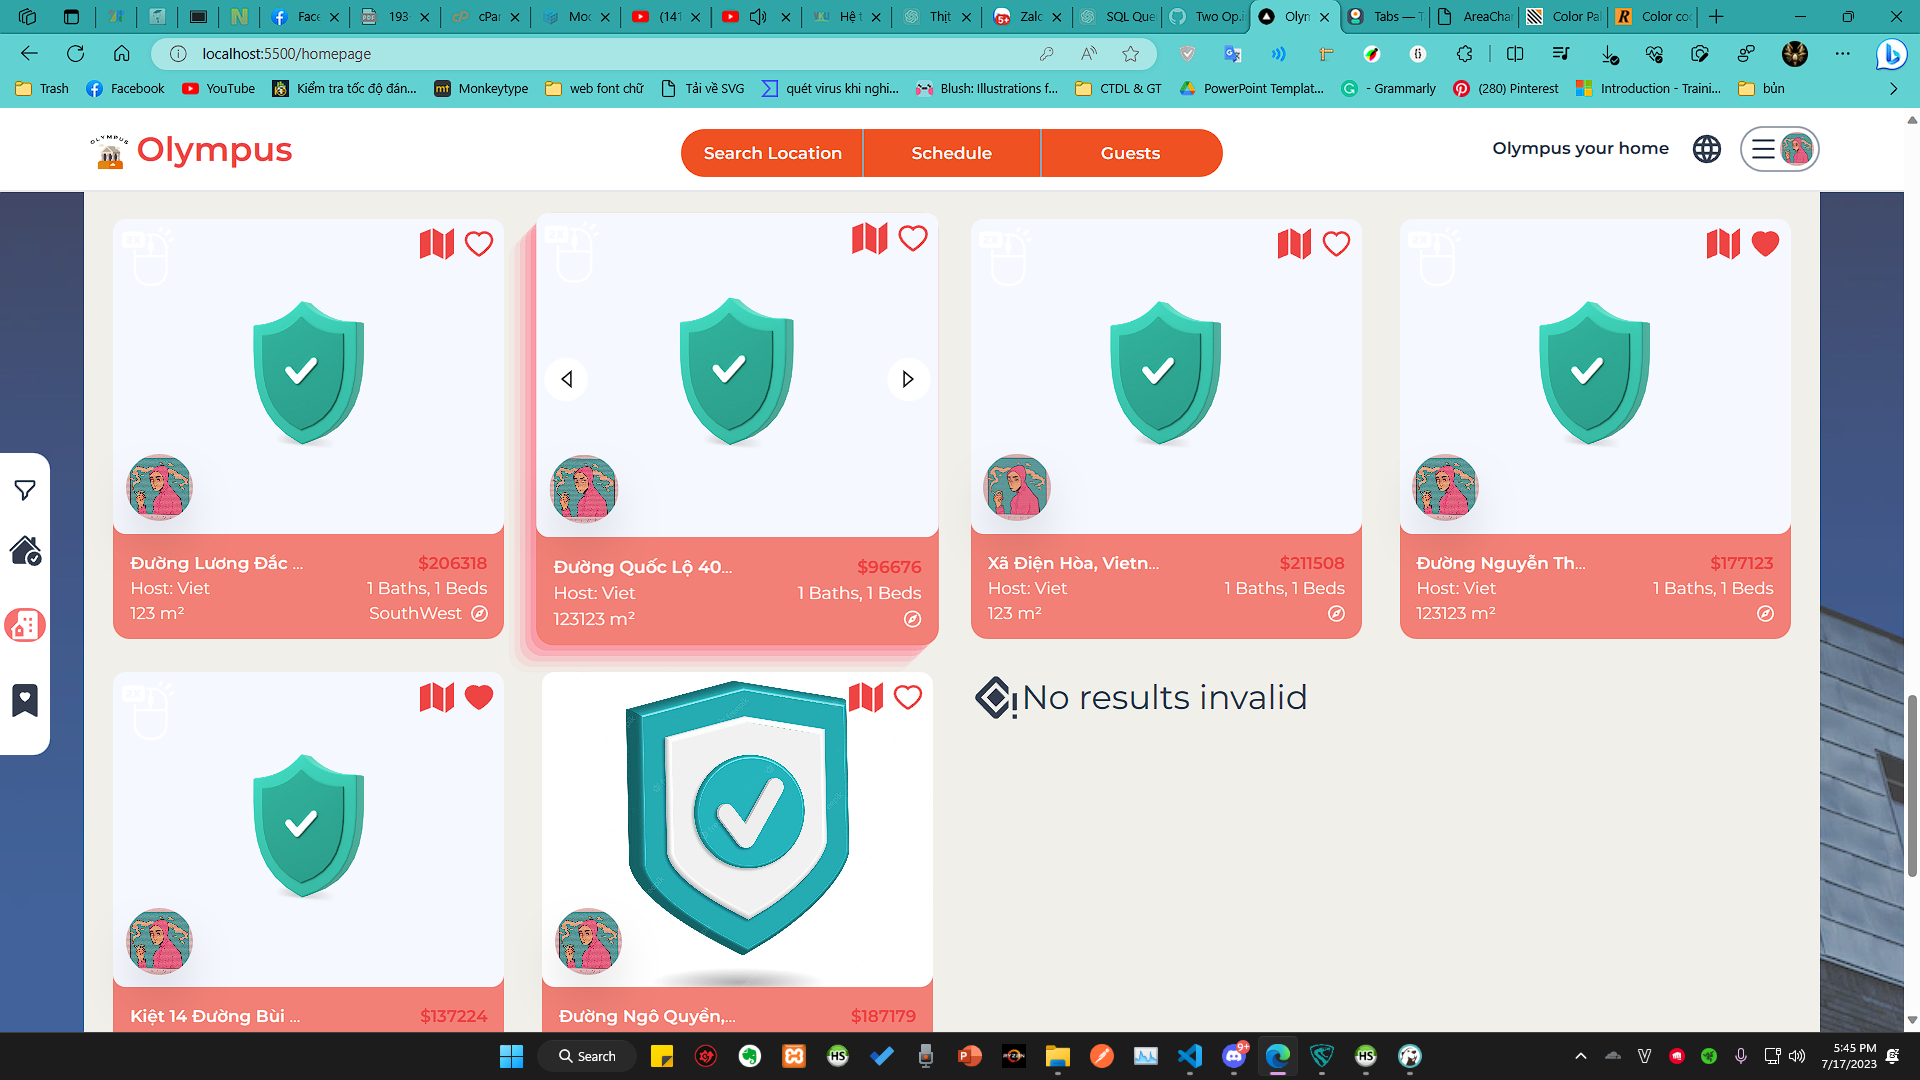 Face
193
cPan
Moc
(141
Hệ t
Thịt
Zalo
SQL Que
Two Op.i
Olym
Tabs — T
AreaChar
Color Pal
Color coc
localhost:5500/homepage
Trash
Facebook
YouTube
Kiểm tra tốc độ đán...
Monkeytype
web font chữ
Tải về SVG
quét virus khi nghi...
Blush: Illustrations f...
CTDL & GT
PowerPoint Templat...
- Grammarly
(280) Pinterest
Introduction - Traini...
bủn
OLYMPUS
Olympus
Search Location
Schedule
Guests
Olympus your home
Đường Lương Đắc ...
$206318
Host: Viet
1 Baths, 1 Beds
123 m²
SouthWest
Đường Quốc Lộ 40...
$96676
Host: Viet
1 Baths, 1 Beds
123123 m²
Xã Điện Hòa, Vietn...
$211508
Host: Viet
1 Baths, 1 Beds
123 m²
Đường Nguyễn Th...
$177123
Host: Viet
1 Baths, 1 Beds
123123 m²
No results invalid
Kiệt 14 Đường Bùi ...
$137224
Đường Ngô Quyền,...
$187179
Search
9+
5:45 PM
7/17/2023